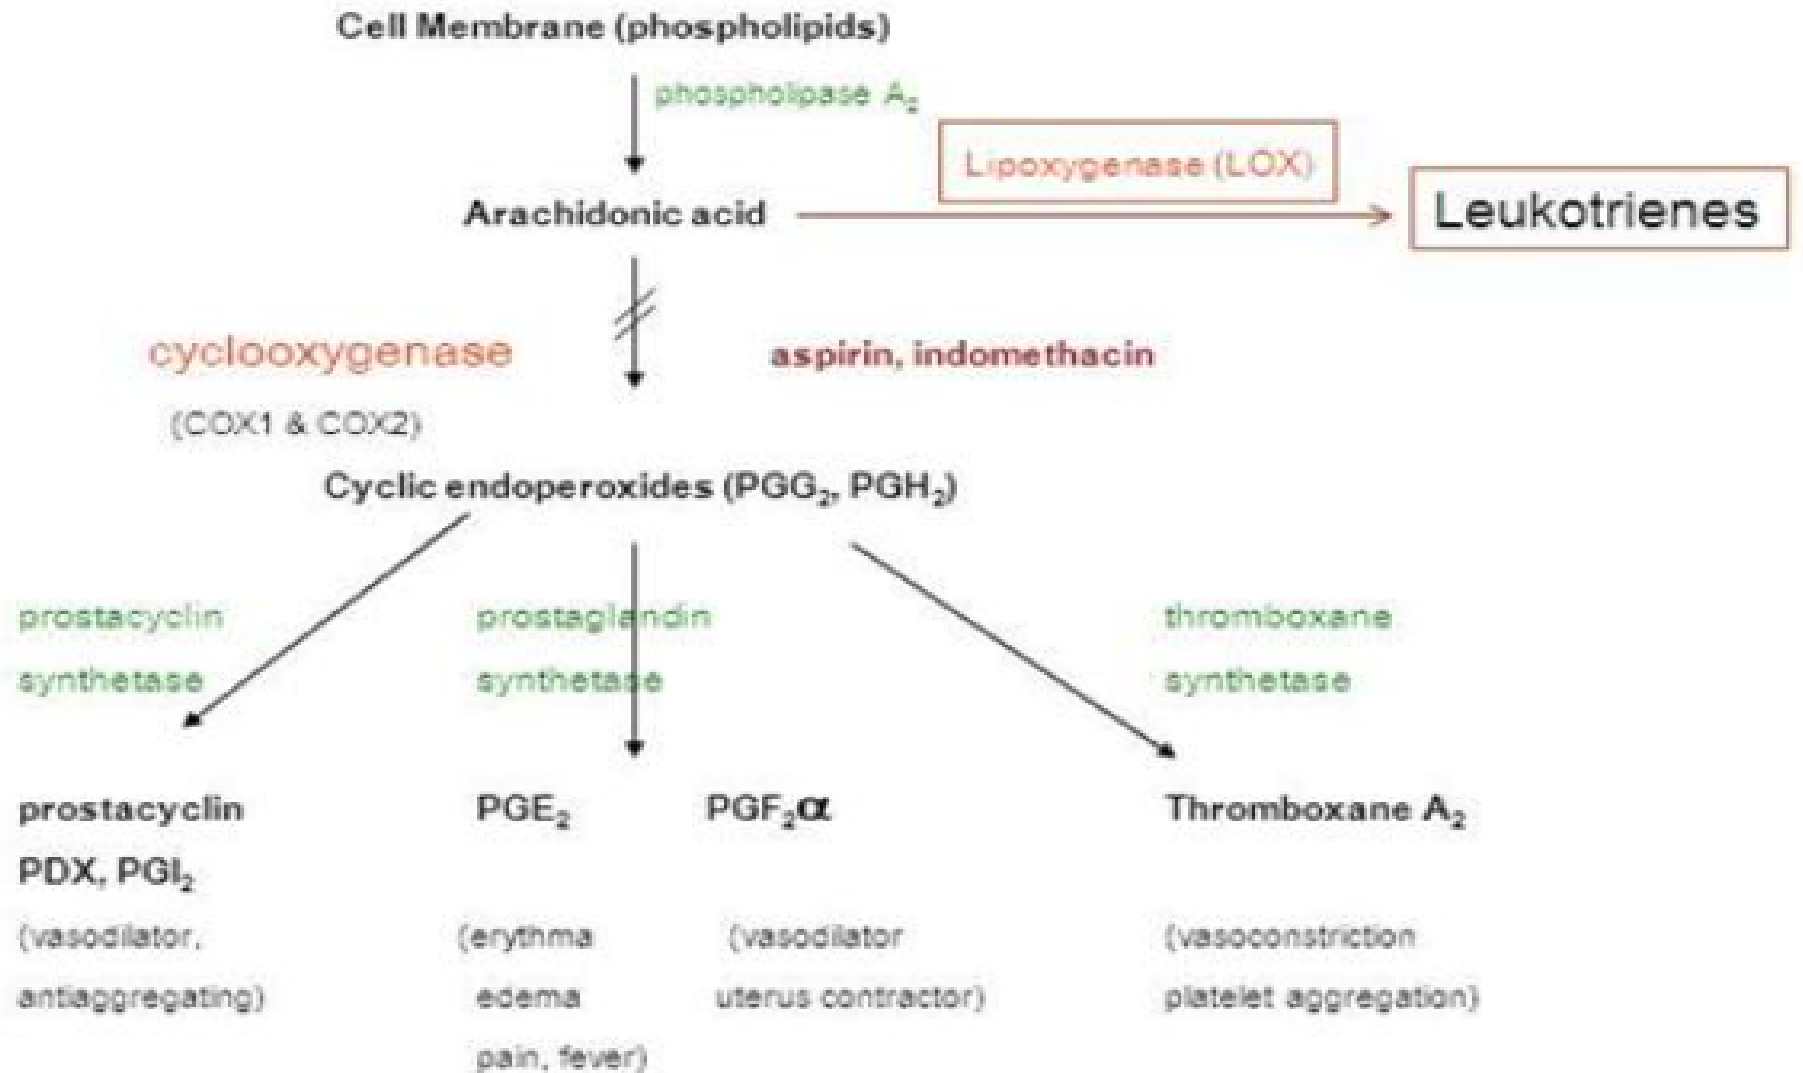 Cell Membrane (phospholipids)
phospholipase A₂
Lipoxygenase (LOX)
Arachidonic acid
Leukotrienes
cyclooxygenase
aspirin, indomethacin
(COX1 & COX2)
Cyclic endoperoxides (PGG₂, PGH₂)
prostacyclin
synthetase
prostaglandin
synthetase
thromboxane
synthetase
prostacyclin
PDX, PGI₂
(vasodilator,
antiaggregating)
PGE₂
(erythma
edema
pain, fever)
PGF₂α
(vasodilator
uterus contractor)
Thromboxane A₂
(vasoconstriction
platelet aggregation)